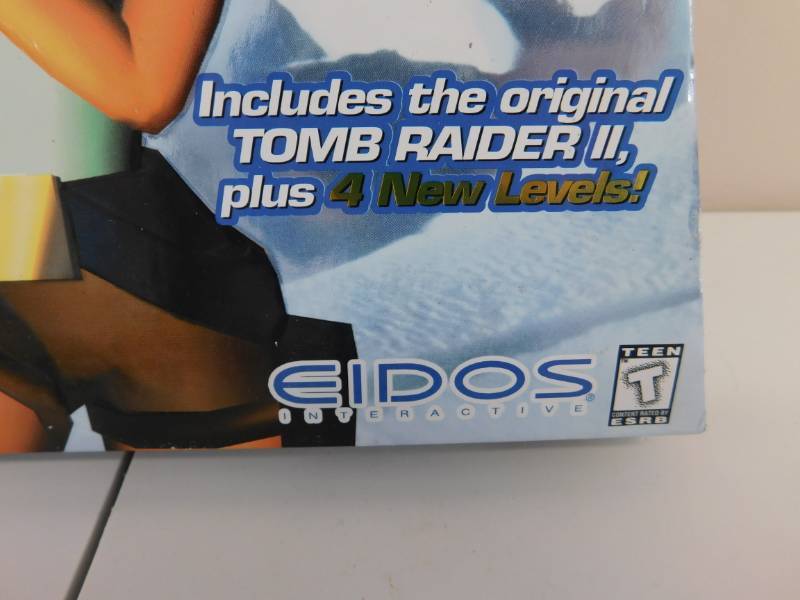 Includes the original
TOMB RAIDER II,
plus 4 New Levels!
EIDOS®
INTERACTIVE
TEEN
T
CONTENT RATED BY
ESRB